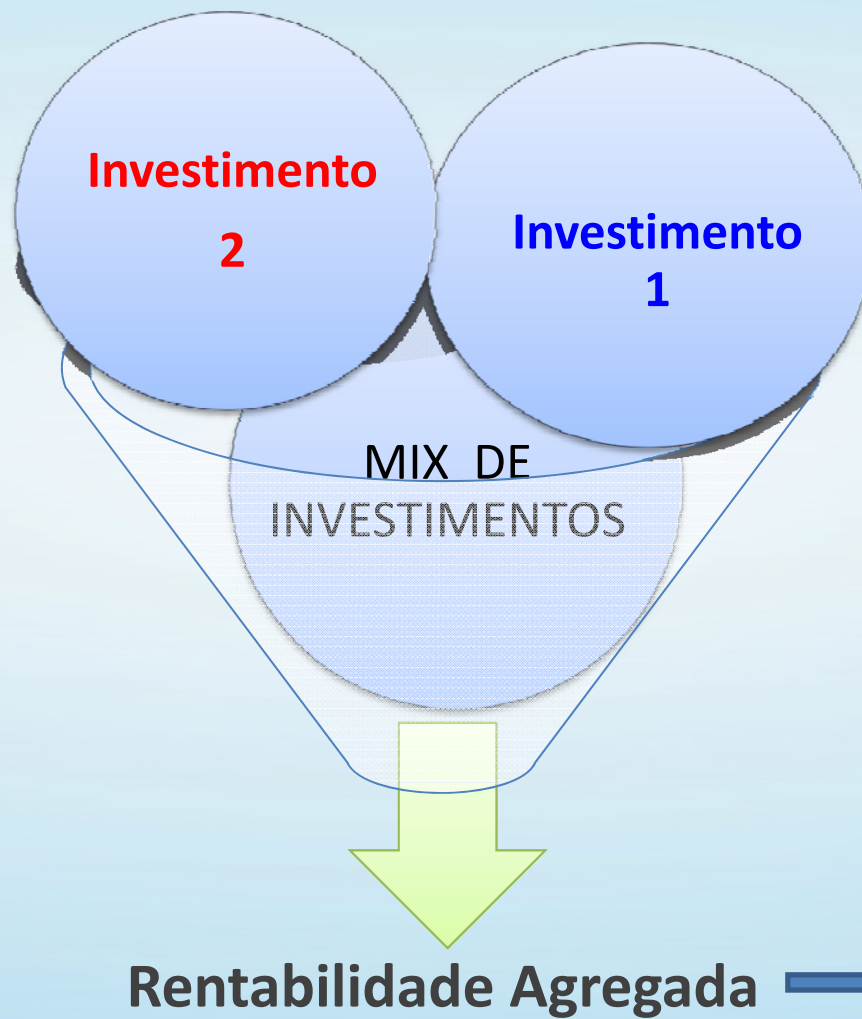 Investimento
2
Investimento
1
MIX DE
INVESTIMENTOS
Rentabilidade Agregada